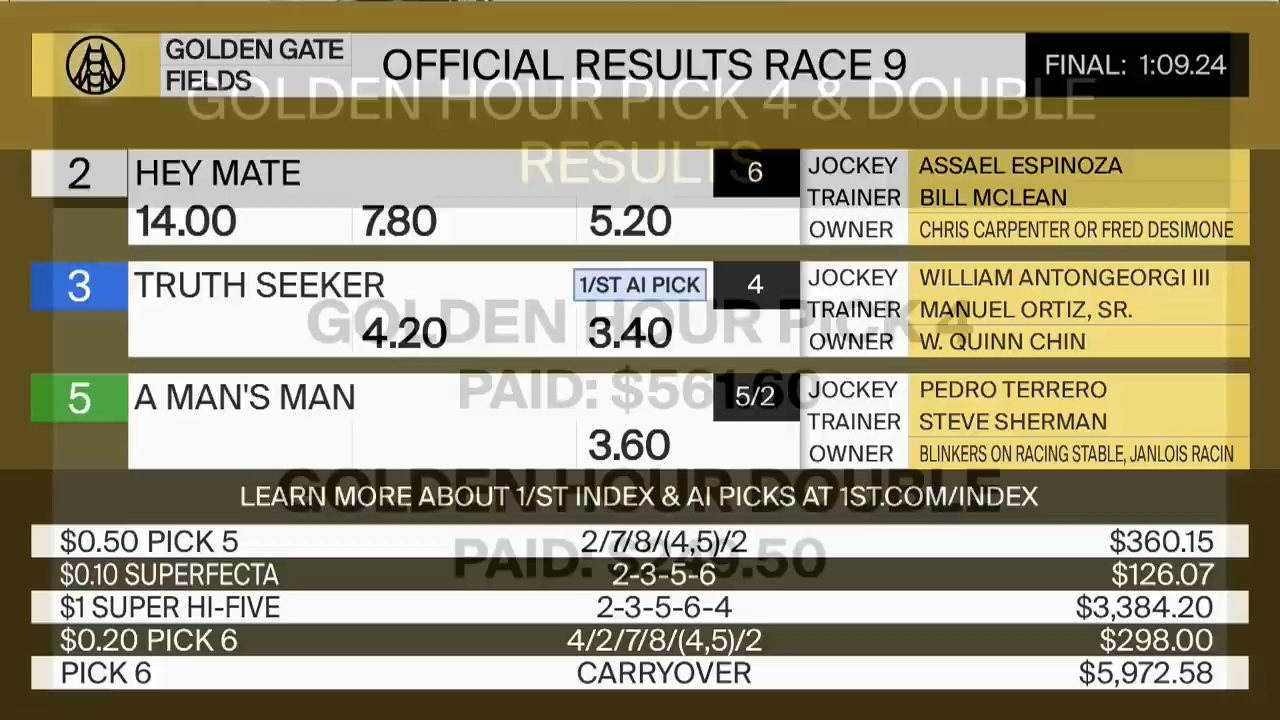 GOLDEN GATE
FIELDS
OFFICIAL RESULTS RACE 9
FINAL: 1:09.24
GOLDEN HOUR PICK 4 & DOUBLE
RESULTS
2 HEY MATE 6
14.00 7.80 5.20
JOCKEY ASSAEL ESPINOZA
TRAINER BILL MCLEAN
OWNER CHRIS CARPENTER OR FRED DESIMONE
3 TRUTH SEEKER 1/ST AI PICK 4
4.20 3.40
JOCKEY WILLIAM ANTONGEORGI III
TRAINER MANUEL ORTIZ, SR.
OWNER W. QUINN CHIN
GOLDEN HOUR PICK 4
PAID: $561.60
5 A MAN'S MAN 5/2
3.60
JOCKEY PEDRO TERRERO
TRAINER STEVE SHERMAN
OWNER BLINKERS ON RACING STABLE, JANLOIS RACIN
GOLDEN HOUR DOUBLE
PAID: $249.50
LEARN MORE ABOUT 1/ST INDEX & AI PICKS AT 1ST.COM/INDEX
$0.50 PICK 5 2/7/8/(4,5)/2 $360.15
$0.10 SUPERFECTA 2-3-5-6 $126.07
$1 SUPER HI-FIVE 2-3-5-6-4 $3,384.20
$0.20 PICK 6 4/2/7/8/(4,5)/2 $298.00
PICK 6 CARRYOVER $5,972.58